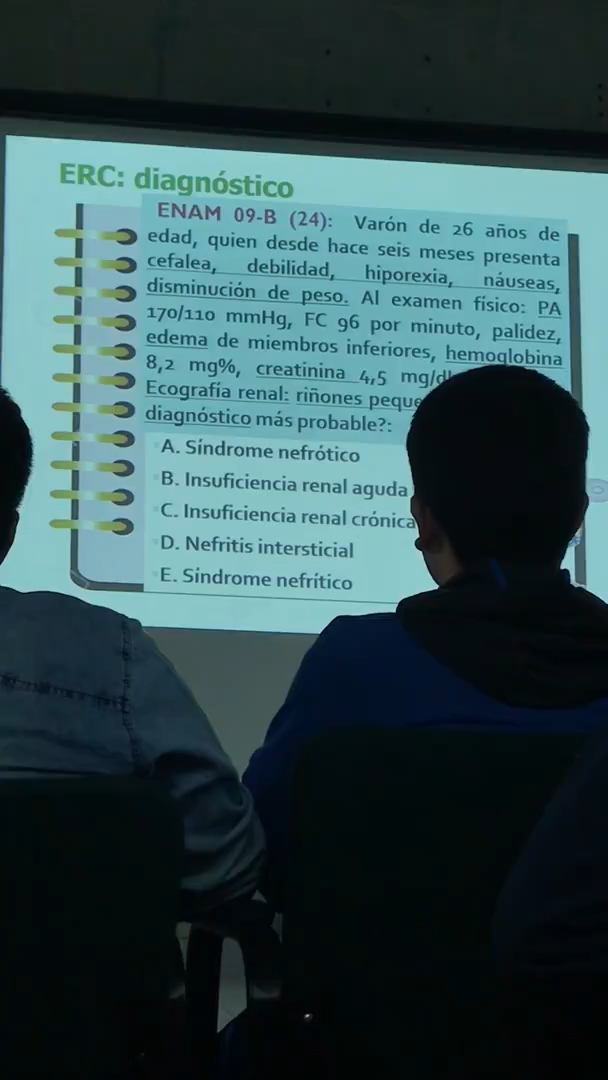 ERC: diagnóstico
ENAM 09-B (24): Varón de 26 años de
edad, quien desde hace seis meses presenta
cefalea, debilidad, hiporexia, náuseas,
disminución de peso. Al examen físico: PA
170/110 mmHg, FC 96 por minuto, palidez,
edema de miembros inferiores, hemoglobina
8,2 mg%, creatinina 4,5
Ecografía renal: riñones
diagnóstico más probable?:
A. Síndrome nefrótico
B. Insuficiencia renal aguda
C. Insuficiencia renal crónica
D. Nefritis intersticial
E. Síndrome nefrítico